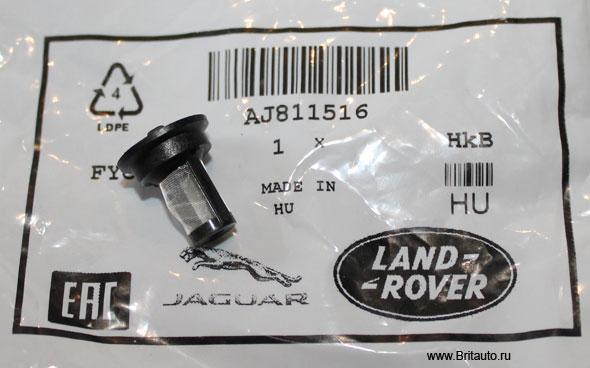 4
LDPE
AJ811516
1 x
HkB
MADE IN
HU
HU
EAC
JAGUAR
LAND-
-ROVER
www.Britauto.ru